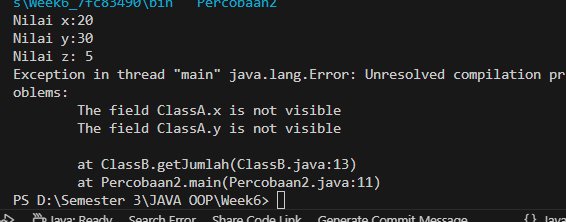 s\Week6_7fc83490\bin' 'Percobaan2'
Nilai x:20
Nilai y:30
Nilai z: 5
Exception in thread "main" java.lang.Error: Unresolved compilation pr
oblems:
The field ClassA.x is not visible
The field ClassA.y is not visible
at ClassB.getJumlah(ClassB.java:13)
at Percobaan2.main(Percobaan2.java:11)
PS D:\Semester 3\JAVA OOP\Week6>
Java: Ready Search Error Share Code Link Generate Commit Message Java